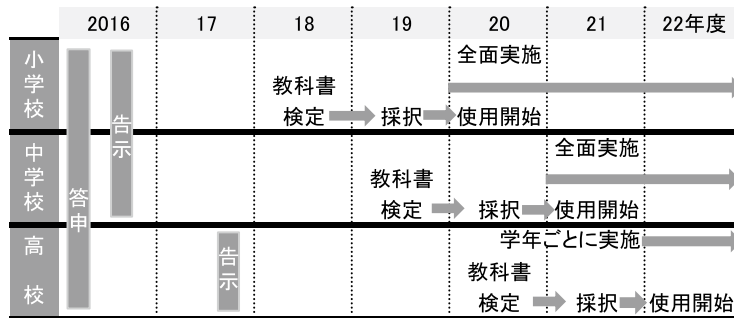 2016 17 18 19 20 21 22年度
小学校
答申
告示
全面実施
教科書
検定 採択 使用開始
中学校
全面実施
教科書
検定 採択 使用開始
高校
告示
学年ごとに実施
教科書
検定 採択 使用開始